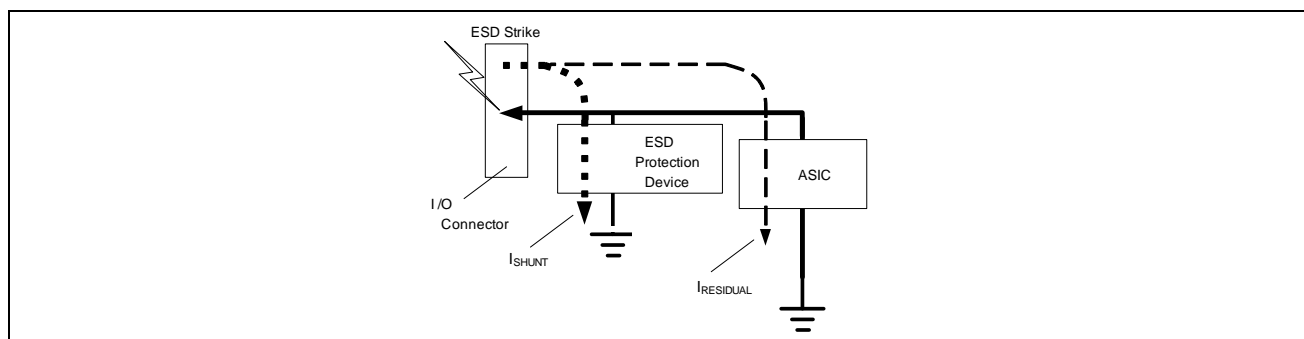 ESD Strike
ESD
Protection
Device
ASIC
I/O
Connector
ISHUNT
IRESIDUAL